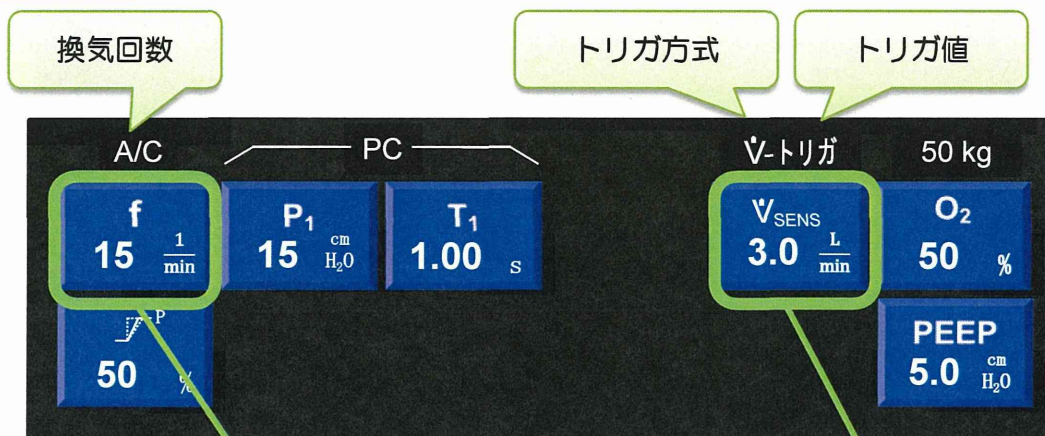 換気回数
トリガ方式
トリガ値
A/C
PC
V̇-トリガ
50 kg
f
15 1/min
P₁
15 cm H₂O
T₁
1.00 s
V̇SENS
3.0 L/min
O₂
50 %
P
50 %
PEEP
5.0 cm H₂O